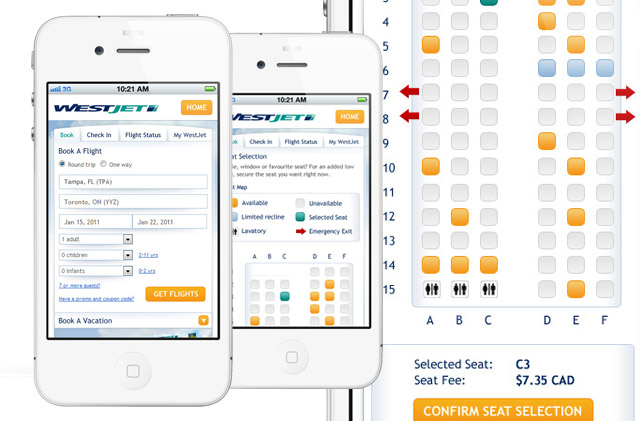 3G 10:21 AM
WESTJET HOME
Book Check in Flight Status My WestJet
Book A Flight
Round trip One way
Tampa, FL (TPA)
Toronto, ON (YYZ)
Jan 15, 2011 Jan 22, 2011
1 adult
0 children 2-11 yrs
0 infants 0-2 yrs
7 or more guests?
Have a promo and coupon code?
GET FLIGHTS
Book A Vacation
10:21 AM
WESTJET HOME
Check in Flight Status My WestJet
Seat Selection
window or favourite seat? For an added low
secure the seat you want right now.
Map
Available Unavailable
Limited recline Selected Seat
Lavatory Emergency Exit
A B C D E F
3
4
5
6
7
8
9
10
11
12
13
14
15
A B C D E F
Selected Seat: C3
Seat Fee: $7.35 CAD
CONFIRM SEAT SELECTION